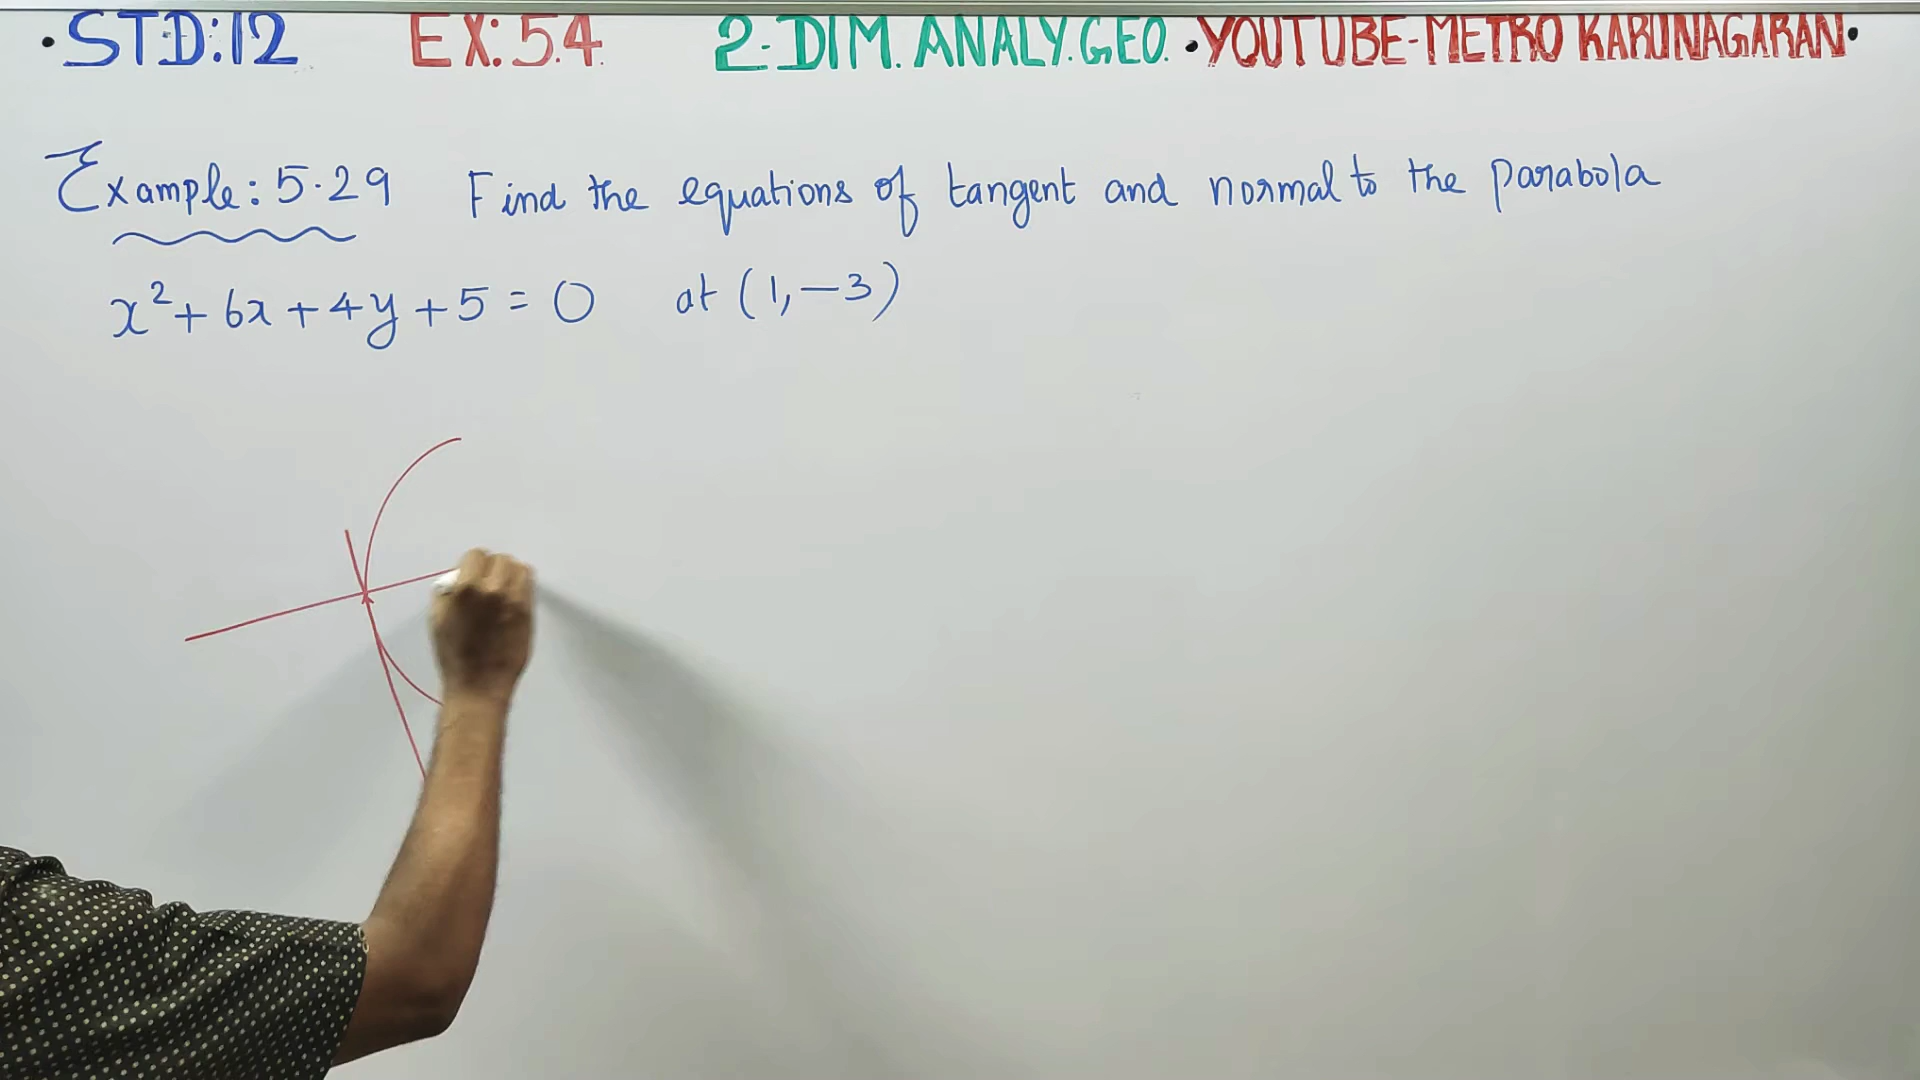 • STD:12 EX:5.4 2-DIM. ANALY.GEO. • YOUTUBE-METRO KARUNAGARAN •
Example: 5.29 Find the equations of tangent and normal to the parabola
x² + 6x + 4y + 5 = 0 at (1, -3)